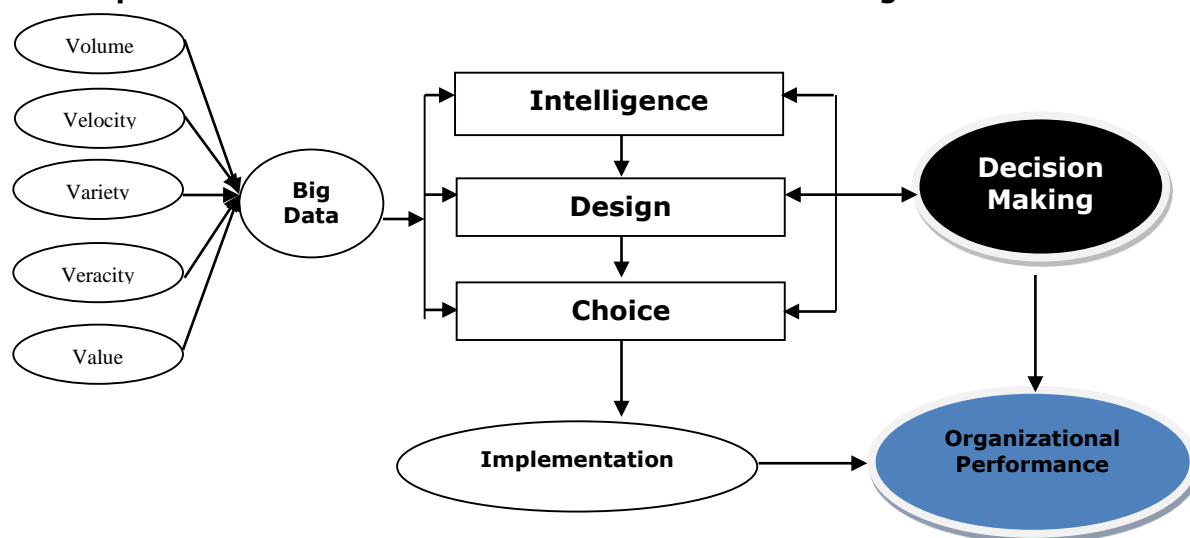 Volume
Velocity
Variety
Veracity
Value
Big
Data
Intelligence
Design
Choice
Implementation
Decision
Making
Organizational
Performance